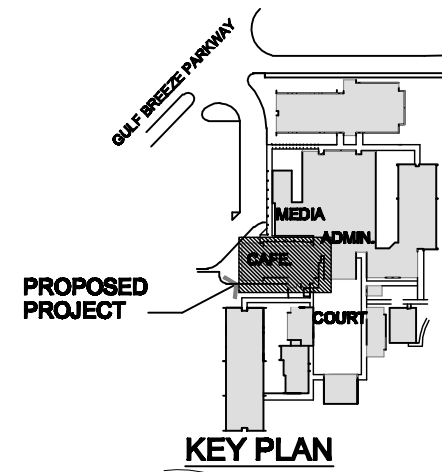 GULF BREEZE PARKWAY
MEDIA
ADMIN.
CAFE.
PROPOSED
PROJECT
COURT
KEY PLAN